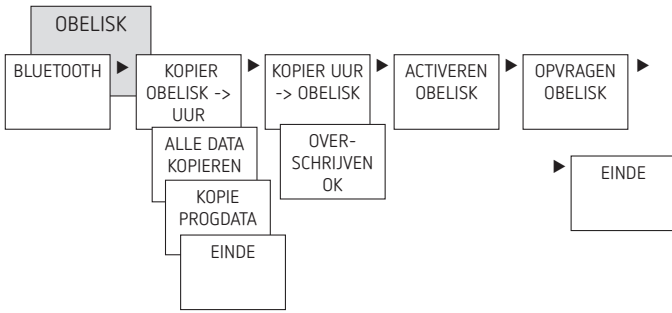 OBELISK
BLUETOOTH
KOPIER
OBELISK ->
UUR
ALLE DATA
KOPIEREN
KOPIE
PROGDATA
EINDE
KOPIER UUR
-> OBELISK
OVER-
SCHRIJVEN
OK
ACTIVEREN
OBELISK
OPVRAGEN
OBELISK
EINDE